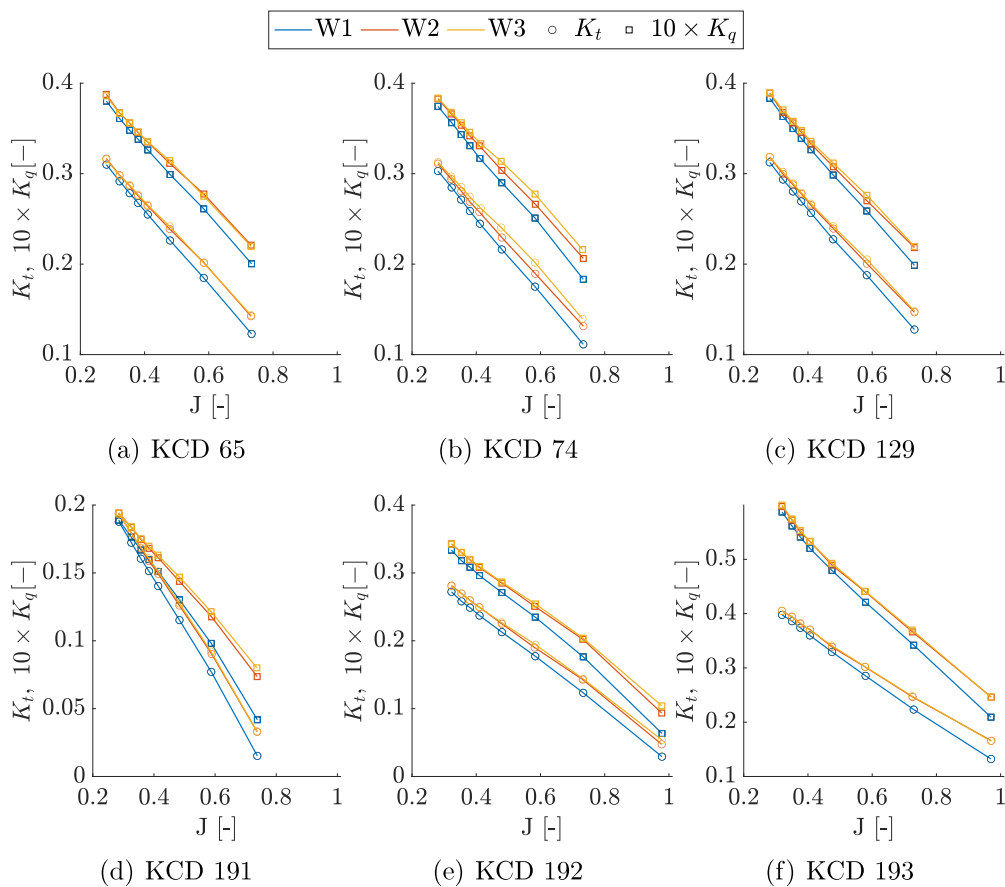 W1 W2 W3 K_t 10 × K_q
0.4
0.3
0.2
0.1
0.2 0.4 0.6 0.8 1
K_t, 10 × K_q[−]
J [-]
(a) KCD 65
0.4
0.3
0.2
0.1
0.2 0.4 0.6 0.8 1
K_t, 10 × K_q[−]
J [-]
(b) KCD 74
0.4
0.3
0.2
0.1
0.2 0.4 0.6 0.8 1
K_t, 10 × K_q[−]
J [-]
(c) KCD 129
0.2
0.15
0.1
0.05
0
0.2 0.4 0.6 0.8 1
K_t, 10 × K_q[−]
J [-]
(d) KCD 191
0.4
0.3
0.2
0.1
0
0.2 0.4 0.6 0.8 1
K_t, 10 × K_q[−]
J [-]
(e) KCD 192
0.5
0.4
0.3
0.2
0.1
0.2 0.4 0.6 0.8 1
K_t, 10 × K_q[−]
J [-]
(f) KCD 193